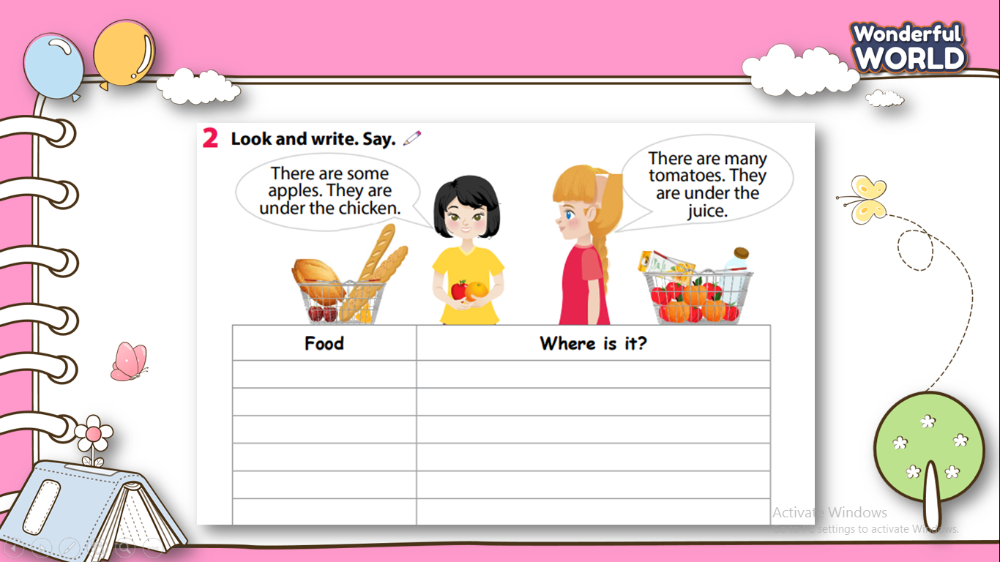 Wonderful
WORLD
2 Look and write. Say.
There are some
apples. They are
under the chicken.
There are many
tomatoes. They
are under the
juice.
Food
Where is it?
Activate Windows
Go to PC settings to activate Windows.